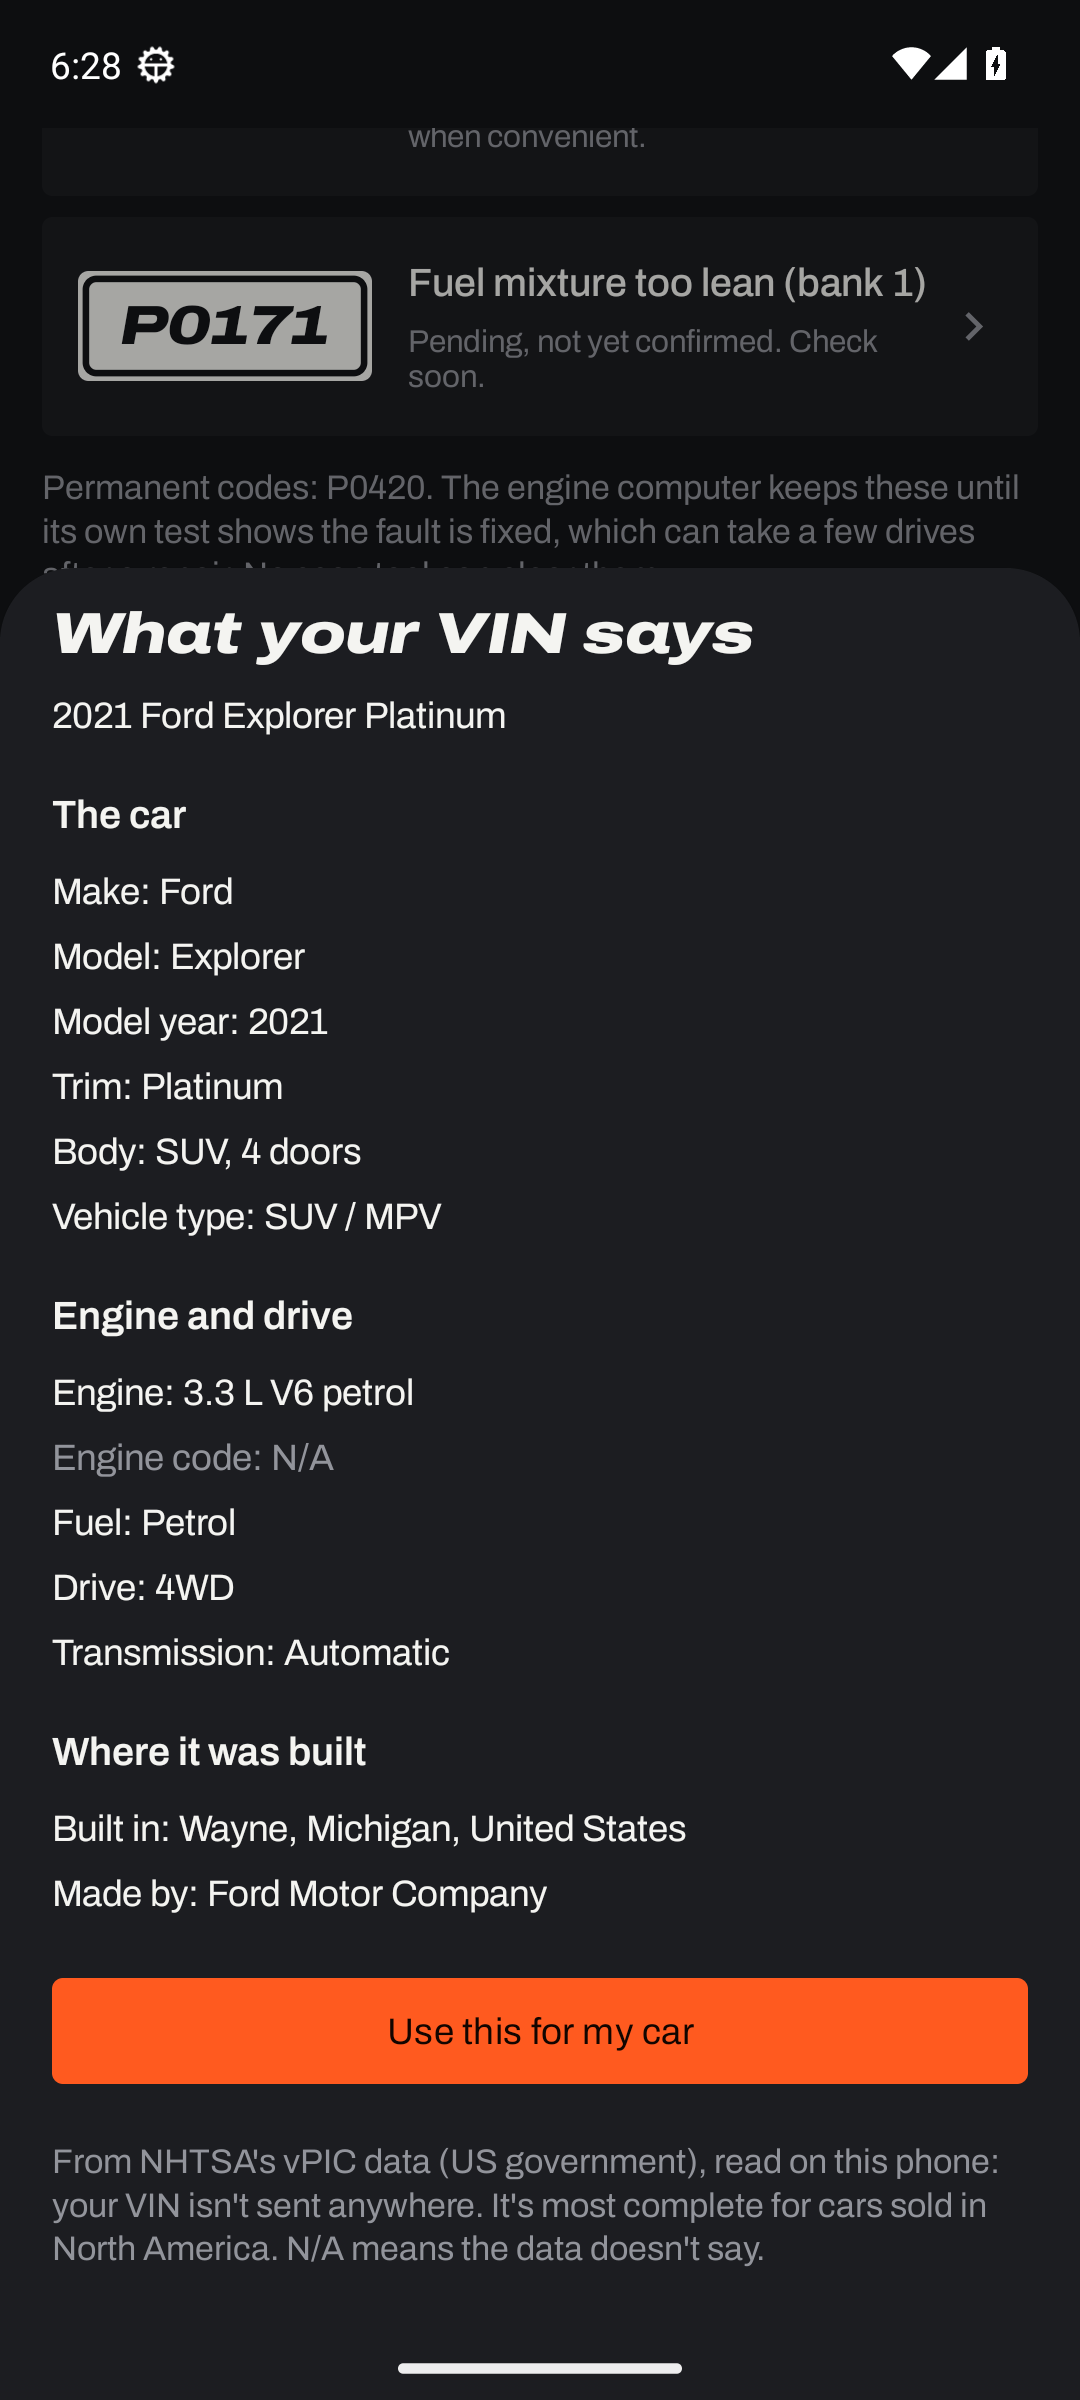 6:28
when convenient.
P0171
Fuel mixture too lean (bank 1)
Pending, not yet confirmed. Check
soon.
Permanent codes: P0420. The engine computer keeps these until
its own test shows the fault is fixed, which can take a few drives
What your VIN says
2021 Ford Explorer Platinum
The car
Make: Ford
Model: Explorer
Model year: 2021
Trim: Platinum
Body: SUV, 4 doors
Vehicle type: SUV / MPV
Engine and drive
Engine: 3.3 L V6 petrol
Engine code: N/A
Fuel: Petrol
Drive: 4WD
Transmission: Automatic
Where it was built
Built in: Wayne, Michigan, United States
Made by: Ford Motor Company
Use this for my car
From NHTSA's vPIC data (US government), read on this phone:
your VIN isn't sent anywhere. It's most complete for cars sold in
North America. N/A means the data doesn't say.